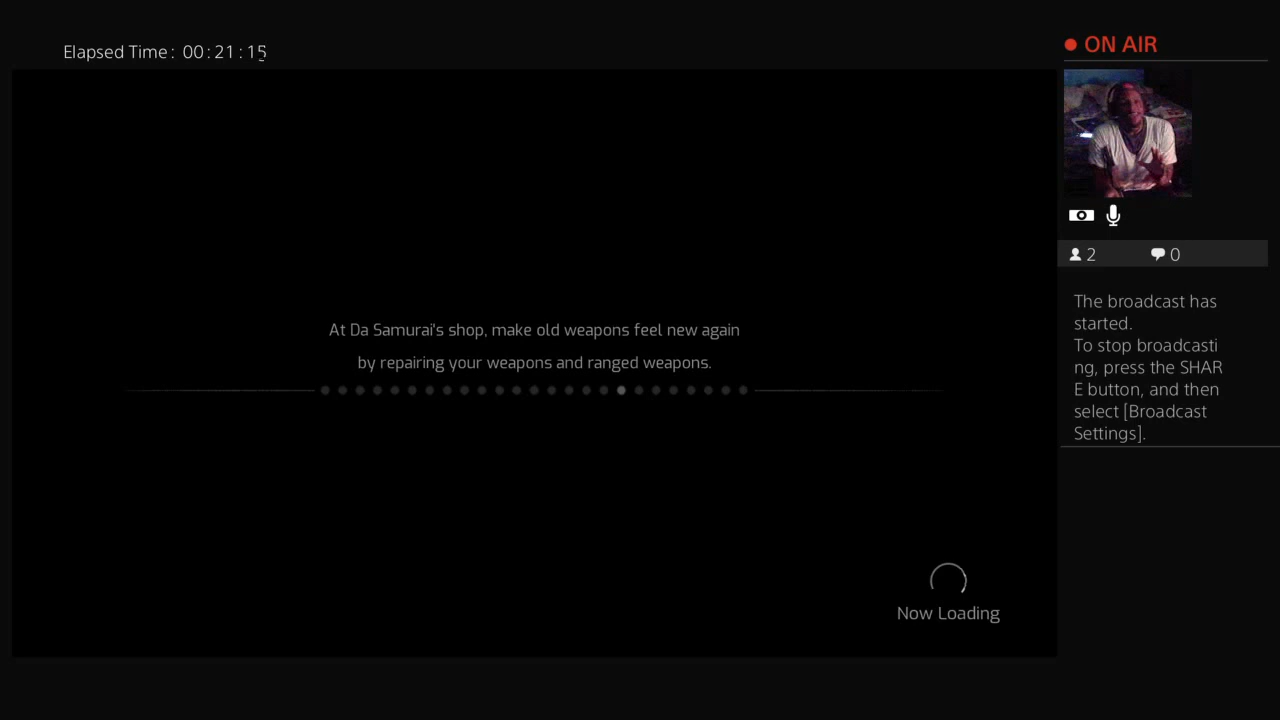 Elapsed Time: 00:21:15
ON AIR
2 0
At Da Samurai's shop, make old weapons feel new again
by repairing your weapons and ranged weapons.
The broadcast has
started.
To stop broadcasti
ng, press the SHAR
E button, and then
select [Broadcast
Settings].
Now Loading